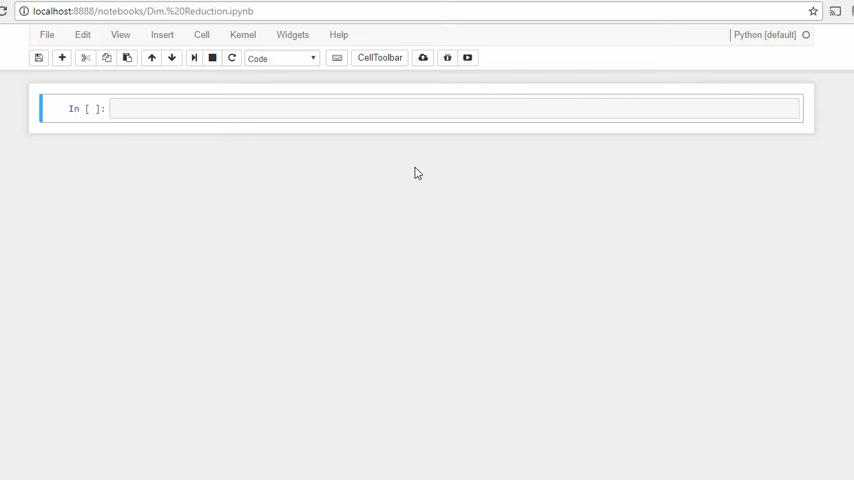 localhost:8888/notebooks/Dim.%20Reduction.ipynb
File Edit View Insert Cell Kernel Widgets Help Python [default]
Code CellToolbar
In [ ]: